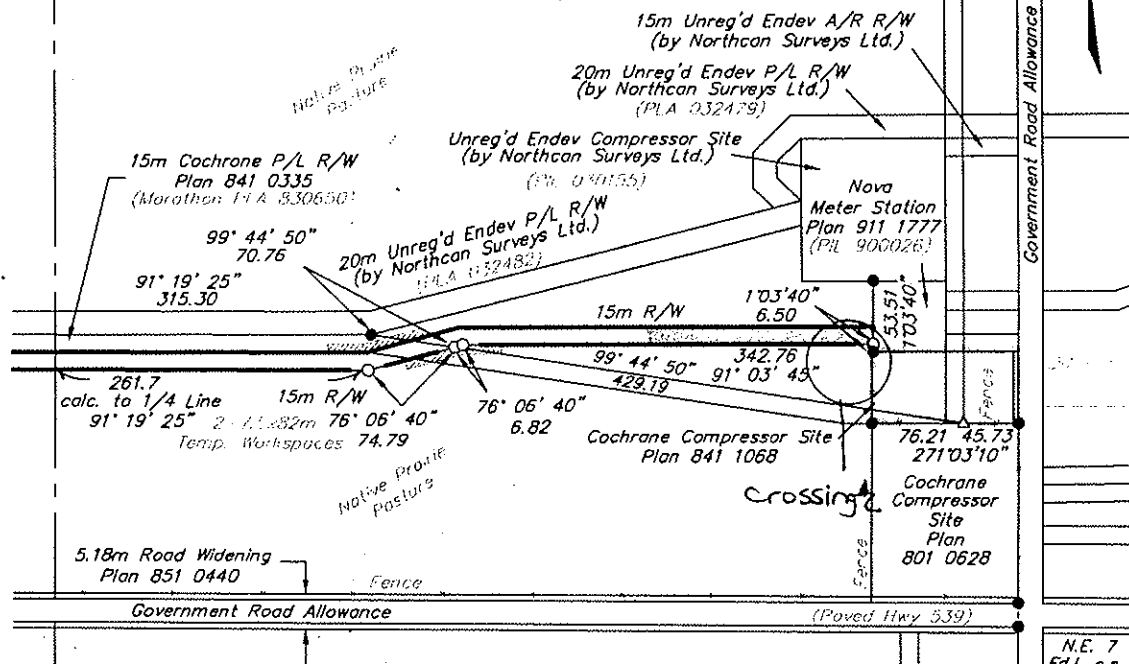 15m Unreg'd Endev A/R R/W
(by Northcan Surveys Ltd.)
20m Unreg'd Endev P/L R/W
(by Northcan Surveys Ltd.)
(PLA 032479)
Unreg'd Endev Compressor Site
(by Northcan Surveys Ltd.)
Government Road Allowance
Native Prairie
Pasture
15m Cochrane P/L R/W
Plan 841 0335
(Marathon PLA 830650)
99° 44' 50"
70.76
91° 19' 25"
315.30
20m Unreg'd Endev P/L R/W
(by Northcan Surveys Ltd.)
(PLA 032482)
Nova
Meter Station
Plan 911 1777
(PIL 900026)
15m R/W
1°03'40"
6.50
53.51
1°03'40"
99° 44' 50"
429.19
342.76
91° 03' 45"
261.7
calc. to 1/4 Line
91° 19' 25"
15m R/W
76° 06' 40"
74.79
Temp. Workspaces
76° 06' 40"
6.82
Fence
Cochrane Compressor Site
Plan 841 1068
76.21
45.73
271°03'10"
Native Prairie
Pasture
crossing
Cochrane
Compressor
Site
Plan
801 0628
Fence
5.18m Road Widening
Plan 851 0440
Fence
Government Road Allowance
(Paved Hwy 539)
N.E. 7